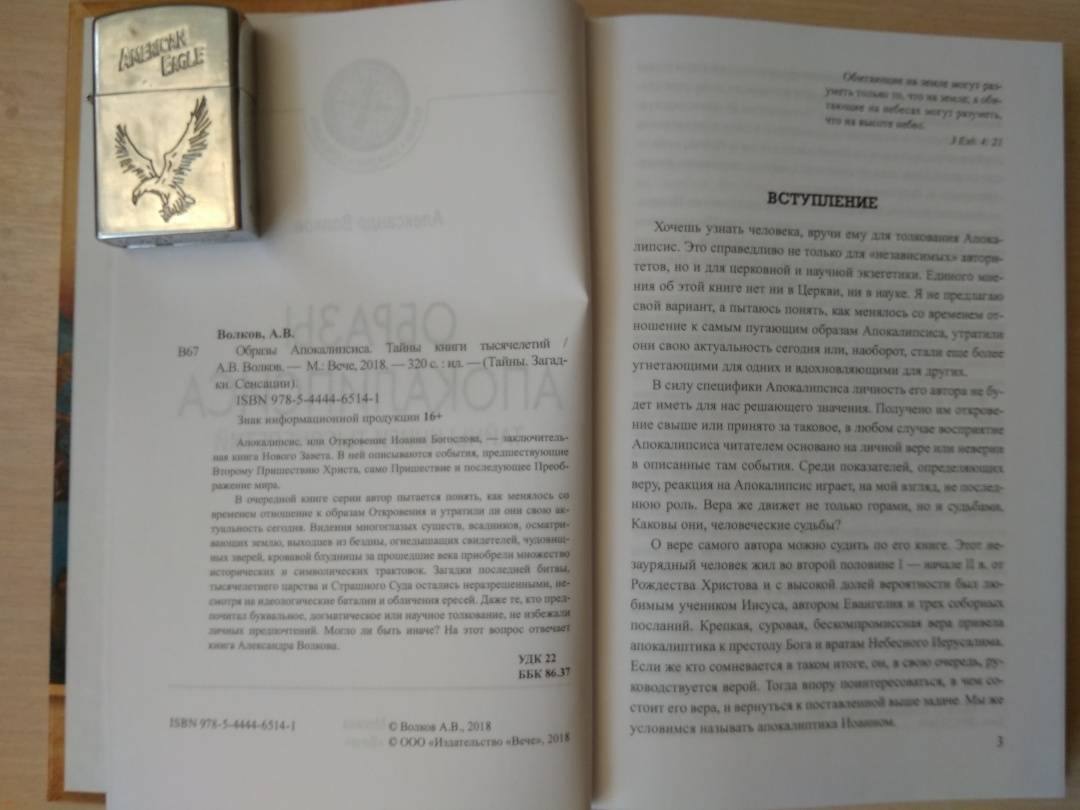 AMERICAN
EAGLE
Волков, А.В.
В67 Образы Апокалипсиса. Тайны книги тысячелетий /
А.В. Волков. — М.: Вече, 2018. — 320 с. : ил. — (Тайны. Загад-
ки. Сенсации).
ISBN 978-5-4444-6514-1
Знак информационной продукции 16+
Апокалипсис, или Откровение Иоанна Богослова, — заключитель-
ная книга Нового Завета. В ней описываются события, предшествующие
Второму Пришествию Христа, само Пришествие и последующее Преоб-
ражение мира.
В очередной книге серии автор пытается понять, как менялось со
временем отношение к образам Откровения и утратили ли они свою ак-
туальность сегодня. Видения многоглазых существ, всадников, осматри-
вающих землю, вышедших из бездны, огнедышащих свидетелей, чудовищ-
ных зверей, кровавой блудницы за прошедшие века приобрели множество
исторических и символических трактовок. Загадки последней битвы,
тысячелетнего царства и Страшного Суда остались неразрешенными, не-
смотря на идеологические баталии и обличения ересей. Даже те, кто пред-
почитал буквальное, догматическое или научное толкование, не избежали
личных предпочтений. Могло ли быть иначе? На этот вопрос отвечает
книга Александра Волкова.
УДК 22
ББК 86.37
ISBN 978-5-4444-6514-1
© Волков А.В., 2018
© ООО «Издательство «Вече», 2018
Обитающие на земле могут раз-
уметь только то, что на земле; а оби-
тающие на небесах могут разуметь,
что на высоте небес.
3 Езд. 4: 21
ВСТУПЛЕНИЕ
Хочешь узнать человека, вручи ему для толкования Апока-
липсис. Это справедливо не только для «независимых» автори-
тетов, но и для церковной и научной экзегетики. Единого мне-
ния об этой книге нет ни в Церкви, ни в науке. Я не предлагаю
свой вариант, а пытаюсь понять, как менялось со временем от-
ношение к самым пугающим образам Апокалипсиса, утратили
они свою актуальность сегодня или, наоборот, стали еще более
угнетающими для одних и вдохновляющими для других.
В силу специфики Апокалипсиса личность его автора не бу-
дет иметь для нас решающего значения. Получено им открове-
ние свыше или принято за таковое, в любом случае восприятие
Апокалипсиса читателем основано на личной вере или неверии
в описанные там события. Среди показателей, определяющих
веру, реакция на Апокалипсис играет, на мой взгляд, не послед-
нюю роль. Вера же движет не только горами, но и судьбами.
Каковы они, человеческие судьбы?
О вере самого автора можно судить по его книге. Этот не-
заурядный человек жил во второй половине I — начале II в. от
Рождества Христова и с высокой долей вероятности был лю-
бимым учеником Иисуса, автором Евангелия и трех соборных
посланий. Крепкая, суровая, бескомпромиссная вера привела
апокалиптика к престолу Бога и вратам Небесного Иерусалима.
Если же кто сомневается в таком итоге, он, в свою очередь, ру-
ководствуется верой. Тогда впору поинтересоваться, в чем со-
стоит его вера, и вернуться к поставленной выше задаче. Мы же
условимся называть апокалиптика Иоанном.
3